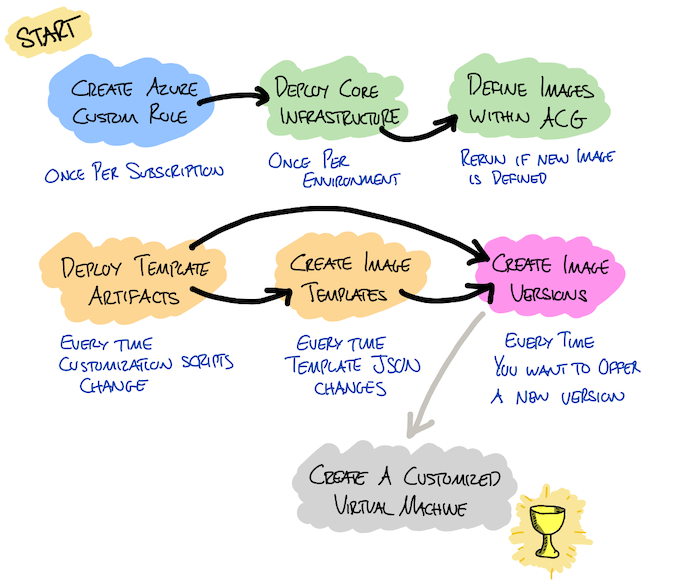 START
CREATE AZURE
CUSTOM ROLE
DEPLOY CORE
INFRASTRUCTURE
DEFINE IMAGES
WITHIN ACG
ONCE PER SUBSCRIPTION
ONCE PER
ENVIRONMENT
RERUN IF NEW IMAGE
IS DEFINED
DEPLOY TEMPLATE
ARTIFACTS
CREATE IMAGE
TEMPLATES
CREATE IMAGE
VERSIONS
EVERY TIME
CUSTOMIZATION SCRIPTS
CHANGE
EVERY TIME
TEMPLATE JSON
CHANGES
EVERY TIME
YOU WANT TO OFFER
A NEW VERSION
CREATE A CUSTOMIZED
VIRTUAL MACHINE